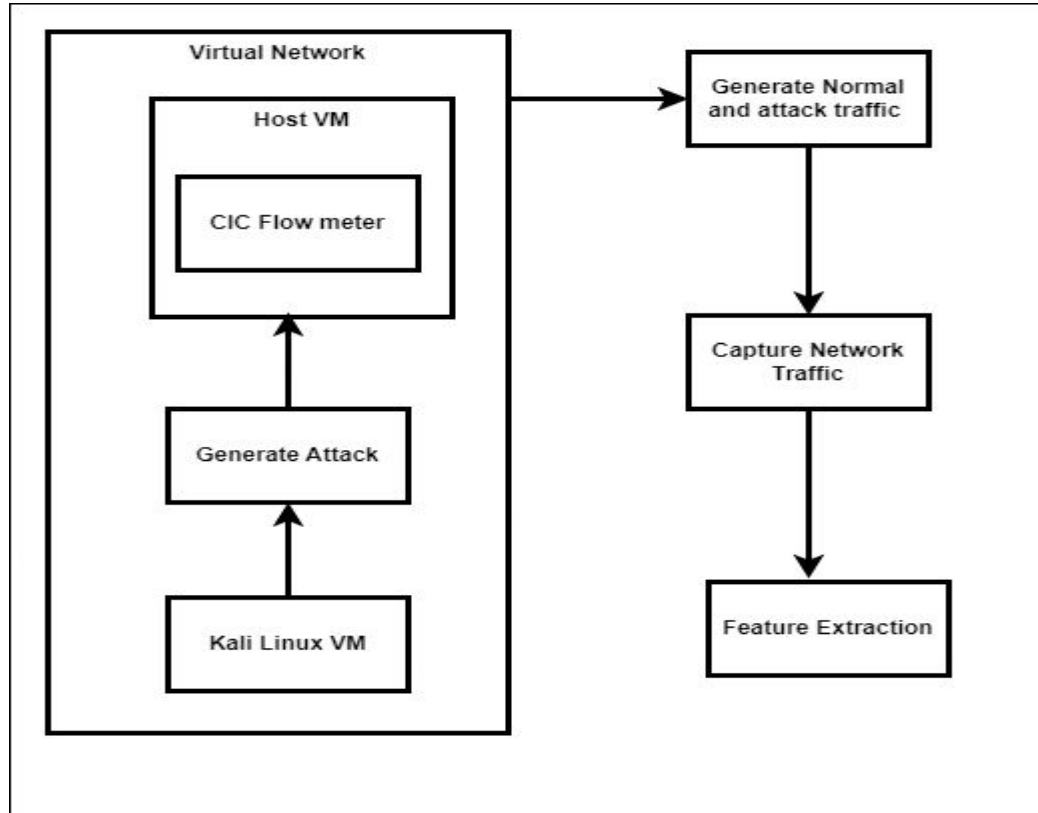 Virtual Network
Host VM
CIC Flow meter
Generate Attack
Kali Linux VM
Generate Normal
and attack traffic
Capture Network
Traffic
Feature Extraction